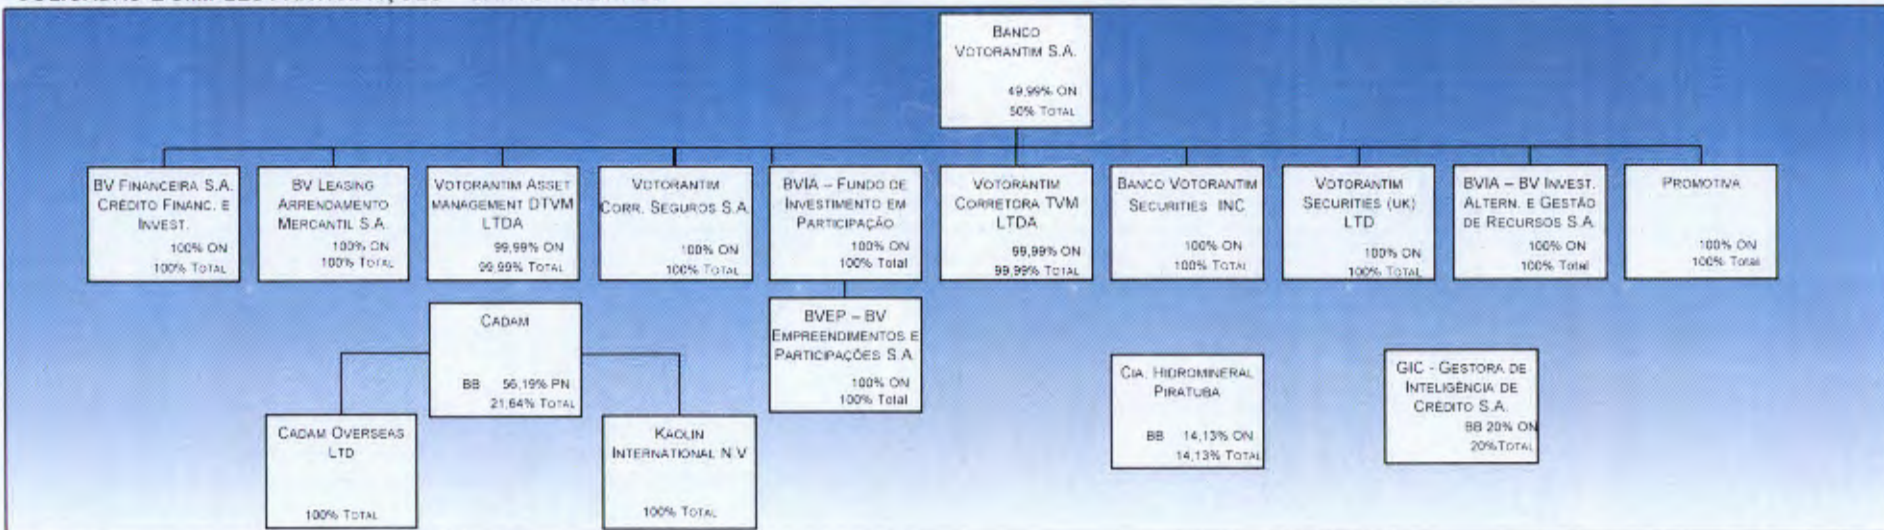 BANCO
VOTORANTIM S.A.
49,99% ON
50% TOTAL
BV FINANCEIRA S.A.
CRÉDITO FINANC. E
INVEST.
100% ON
100% TOTAL
BV LEASING
ARRENDAMENTO
MERCANTIL S.A.
100% ON
100% TOTAL
VOTORANTIM ASSET
MANAGEMENT DTVM
LTDA
99,99% ON
99,99% TOTAL
VOTORANTIM
CORR. SEGUROS S.A.
100% ON
100% TOTAL
BVIA – FUNDO DE
INVESTIMENTO EM
PARTICIPAÇÃO
100% ON
100% Total
VOTORANTIM
CORRETORA TVM
LTDA
99,99% ON
99,99% TOTAL
BANCO VOTORANTIM
SECURITIES INC
100% ON
100% TOTAL
VOTORANTIM
SECURITIES (UK)
LTD
100% ON
100% TOTAL
BVIA – BV INVEST.
ALTERN. E GESTÃO
DE RECURSOS S.A
100% ON
100% Total
PROMOTIVA
100% ON
100% Total
CADAM
BB 56,19% PN
21,64% TOTAL
BVEP – BV
EMPREENDIMENTOS E
PARTICIPAÇÕES S.A
100% ON
100% Total
CIA. HIDROMINERAL
PIRATUBA
BB 14,13% ON
14,13% TOTAL
GIC - GESTORA DE
INTELIGÊNCIA DE
CRÉDITO S.A.
BB 20% ON
20% TOTAL
CADAM OVERSEAS
LTD
100% TOTAL
KAOLIN
INTERNATIONAL N V
100% TOTAL